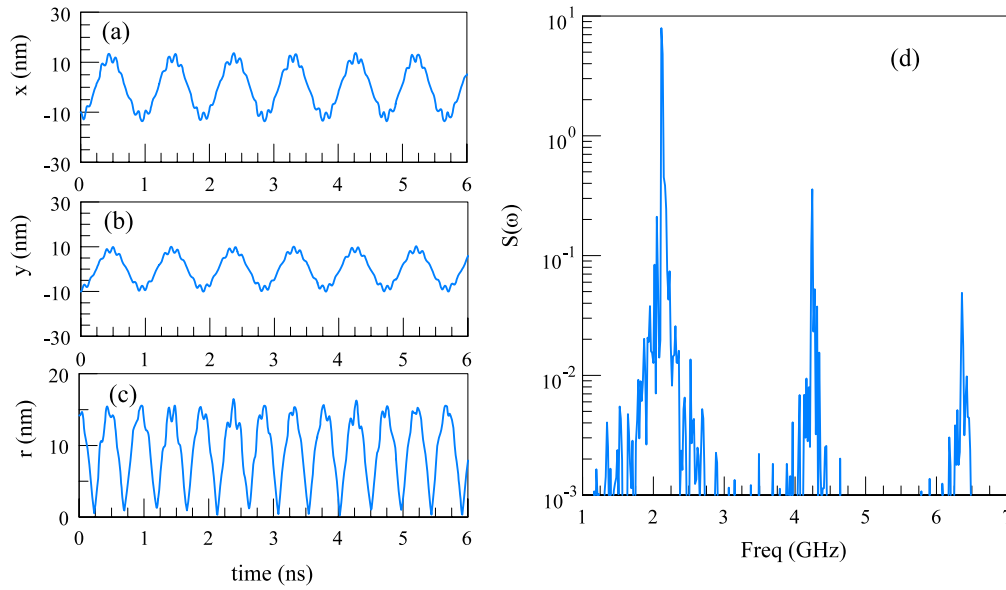 (a)
x (nm)
30
10
-10
-30
0 1 2 3 4 5 6
(b)
y (nm)
30
10
-10
-30
0 1 2 3 4 5 6
(c)
r (nm)
20
10
0
0 1 2 3 4 5 6
time (ns)
(d)
S(ω)
10^1
10^0
10^-1
10^-2
10^-3
1 2 3 4 5 6 7
Freq (GHz)